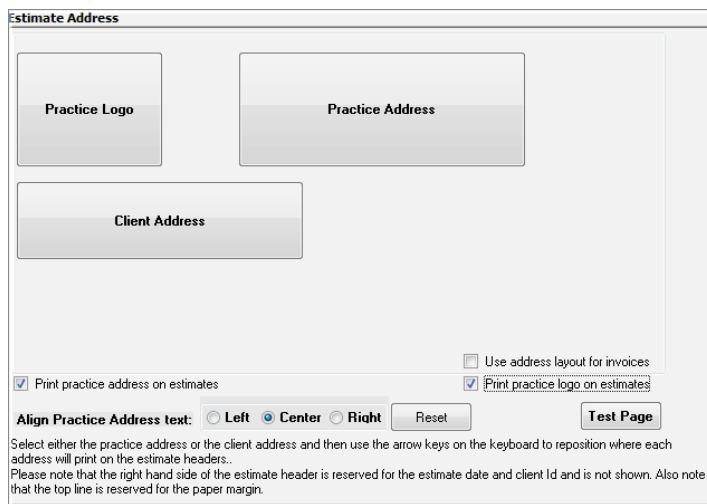 Estimate Address
Practice Logo
Practice Address
Client Address
Use address layout for invoices
Print practice address on estimates
Print practice logo on estimates
Align Practice Address text: Left Center Right Reset Test Page
Select either the practice address or the client address and then use the arrow keys on the keyboard to reposition where each
address will print on the estimate headers..
Please note that the right hand side of the estimate header is reserved for the estimate date and client Id and is not shown. Also note
that the top line is reserved for the paper margin.